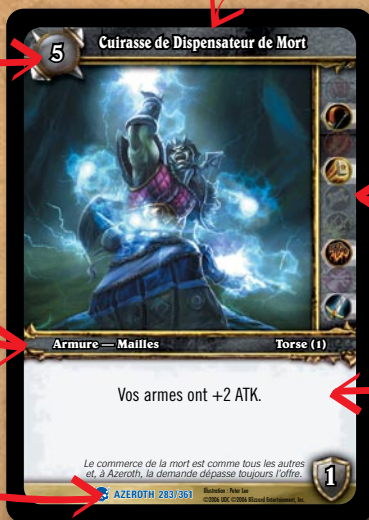 5
Cuirasse de Dispensateur de Mort
Armure — Mailles
Torse (1)
Vos armes ont +2 ATK.
Le commerce de la mort est comme tous les autres
et, à Azeroth, la demande dépasse toujours l'offre.
1
AZEROTH 283/361
Illustration : Peter Lee
©2006 UDC ©2006 Blizzard Entertainment, Inc.